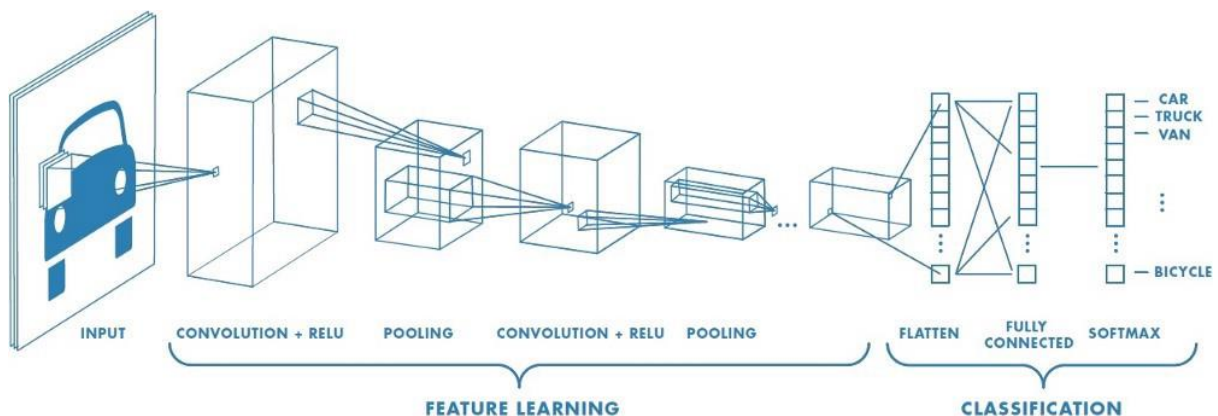 CAR
TRUCK
VAN
BICYCLE
INPUT
CONVOLUTION + RELU
POOLING
CONVOLUTION + RELU
POOLING
FLATTEN
FULLY
CONNECTED
SOFTMAX
FEATURE LEARNING
CLASSIFICATION